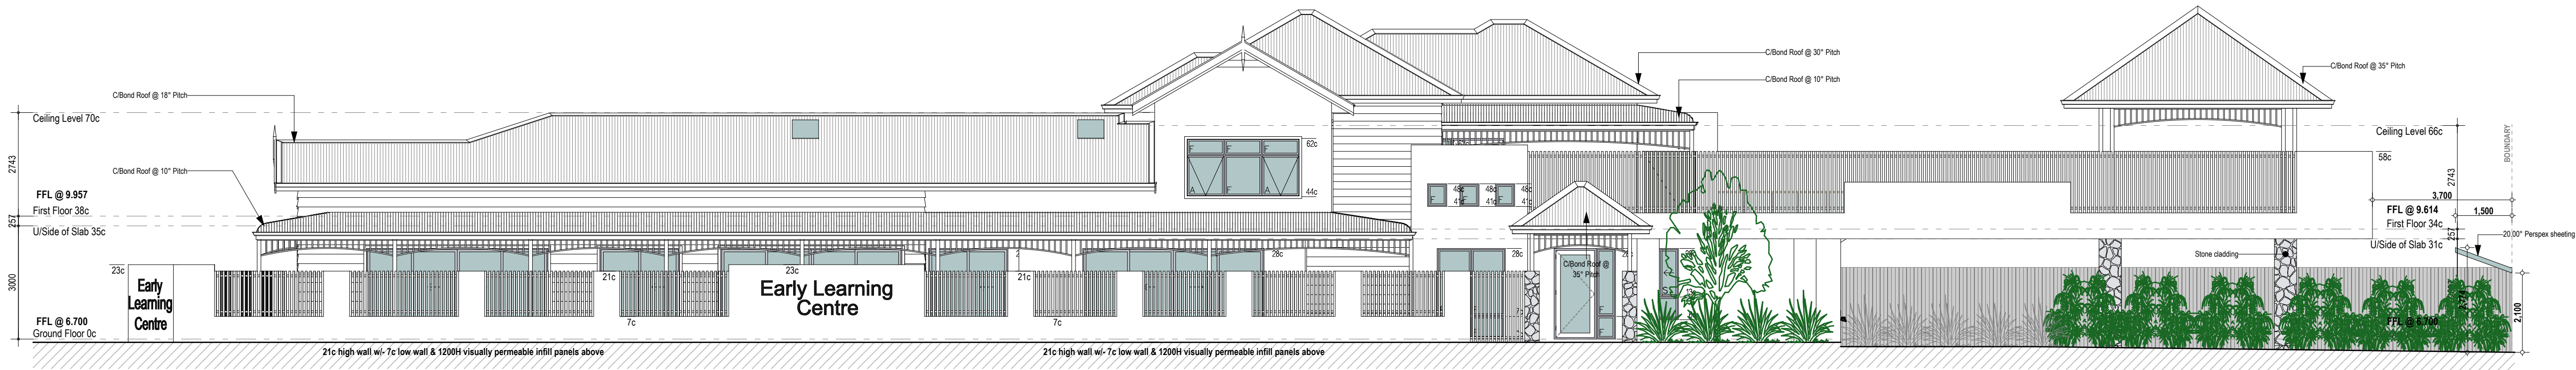 C/Bond Roof @ 18° Pitch
Ceiling Level 70c
2743
C/Bond Roof @ 10° Pitch
FFL @ 9.957
First Floor 38c
257
U/Side of Slab 35c
3000
FFL @ 6.700
Ground Floor 0c
23c
Early
Learning
Centre
21c
7c
23c
Early Learning
Centre
21c high wall w/- 7c low wall & 1200H visually permeable infill panels above
28c
21c
7c
21c high wall w/- 7c low wall & 1200H visually permeable infill panels above
F F F
A F A
62c
44c
48c 48c 48c
41c 41c 41c
F F F
28c
C/Bond Roof @
35° Pitch
F
F
C/Bond Roof @ 30° Pitch
C/Bond Roof @ 10° Pitch
C/Bond Roof @ 35° Pitch
Ceiling Level 66c
BOUNDARY
58c
2743
3,700
FFL @ 9.614
1,500
First Floor 34c
257
20.00° Perspex sheeting
U/Side of Slab 31c
Stone cladding
2,100
FFL @ 6.700